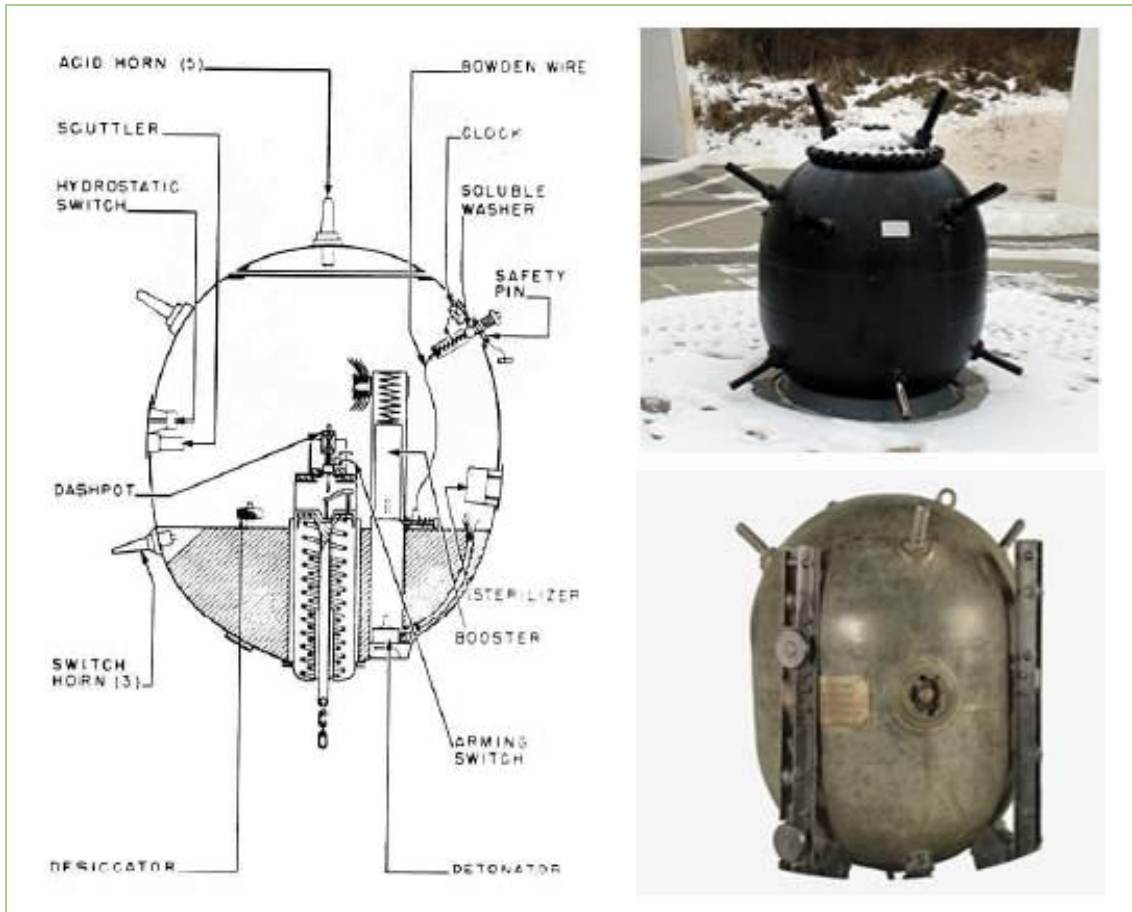 ACID HORN (5)
BOWDEN WIRE
SCUTTLER
CLOCK
HYDROSTATIC
SWITCH
SOLUBLE
WASHER
SAFETY
PIN
DASHPOT
STERILIZER
BOOSTER
SWITCH
HORN (3)
ARMING
SWITCH
DESICCATOR
DETONATOR